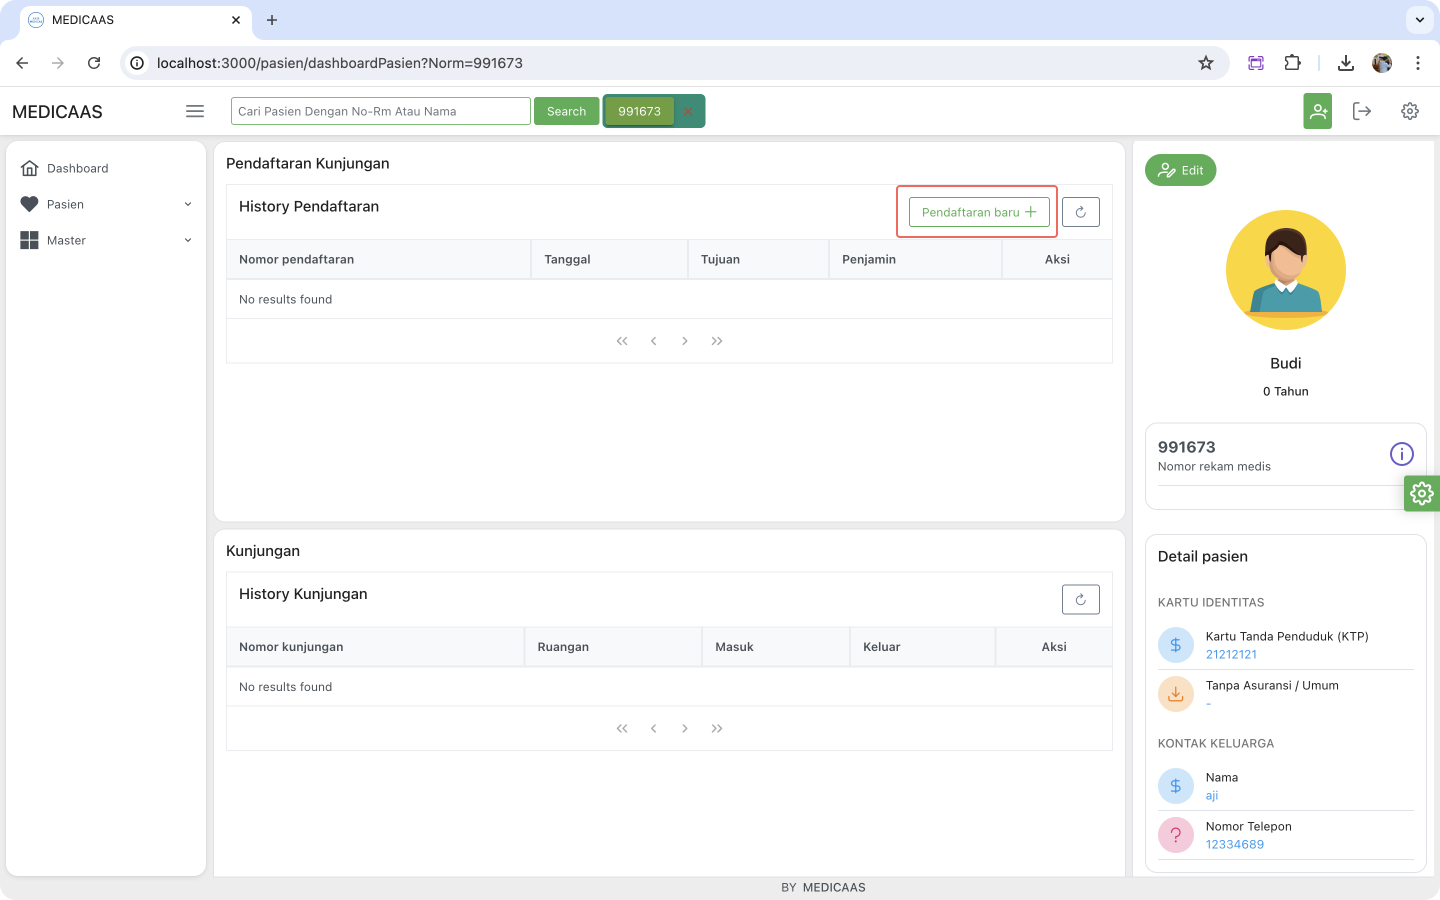 MEDICAAS
localhost:3000/pasien/dashboardPasien?Norm=991673
MEDICAAS
Cari Pasien Dengan No-Rm Atau Nama
Search
991673
Dashboard
Pasien
Master
Pendaftaran Kunjungan
History Pendaftaran
Pendaftaran baru
Nomor pendaftaran
Tanggal
Tujuan
Penjamin
Aksi
No results found
Kunjungan
History Kunjungan
Nomor kunjungan
Ruangan
Masuk
Keluar
Aksi
No results found
Edit
Budi
0 Tahun
991673
Nomor rekam medis
Detail pasien
KARTU IDENTITAS
Kartu Tanda Penduduk (KTP)
21212121
Tanpa Asuransi / Umum
-
KONTAK KELUARGA
Nama
aji
Nomor Telepon
12334689
BY MEDICAAS